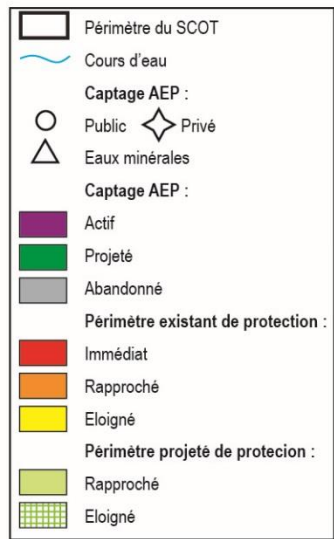 Périmètre du SCOT
Cours d'eau
Captage AEP :
Public Privé
Eaux minérales
Captage AEP :
Actif
Projeté
Abandonné
Périmètre existant de protection :
Immédiat
Rapproché
Eloigné
Périmètre projeté de protecion :
Rapproché
Eloigné